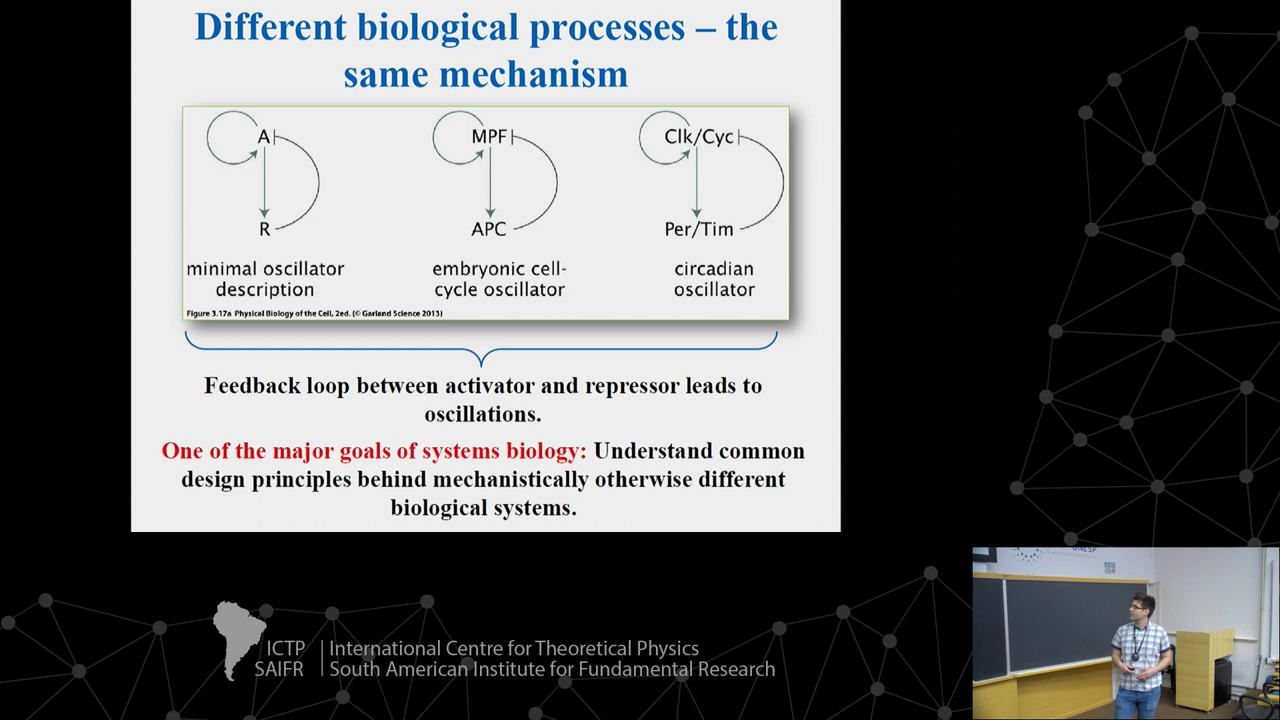 Different biological processes – the
same mechanism
A
R
minimal oscillator
description
MPF
APC
embryonic cell-
cycle oscillator
Clk/Cyc
Per/Tim
circadian
oscillator
Figure 3.17a Physical Biology of the Cell, 2ed. (© Garland Science 2013)
Feedback loop between activator and repressor leads to
oscillations.
One of the major goals of systems biology: Understand common
design principles behind mechanistically otherwise different
biological systems.
ICTP
SAIFR
International Centre for Theoretical Physics
South American Institute for Fundamental Research